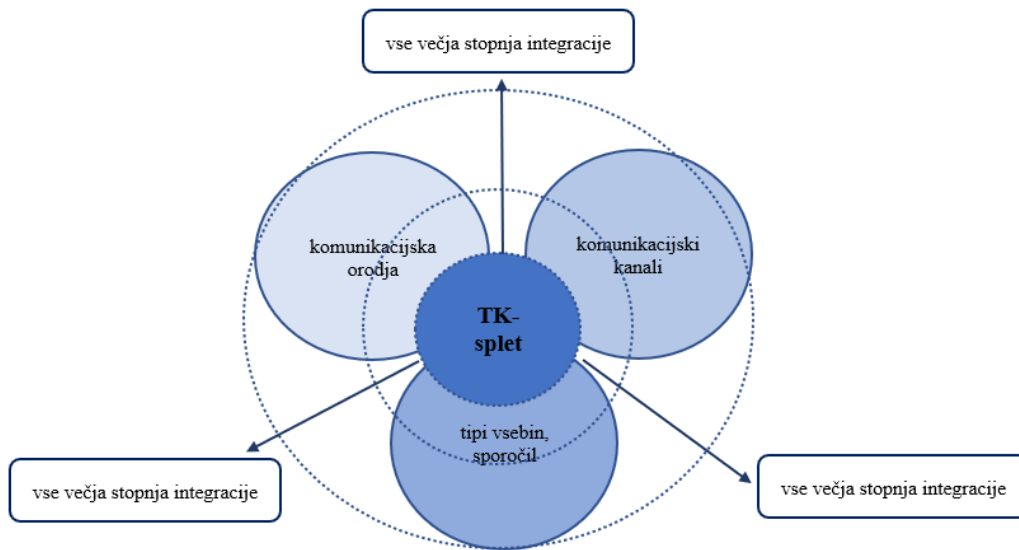 vse večja stopnja integracije
komunikacijska
orodja
komunikacijski
kanali
TK-
splet
tipi vsebin,
sporočil
vse večja stopnja integracije
vse večja stopnja integracije